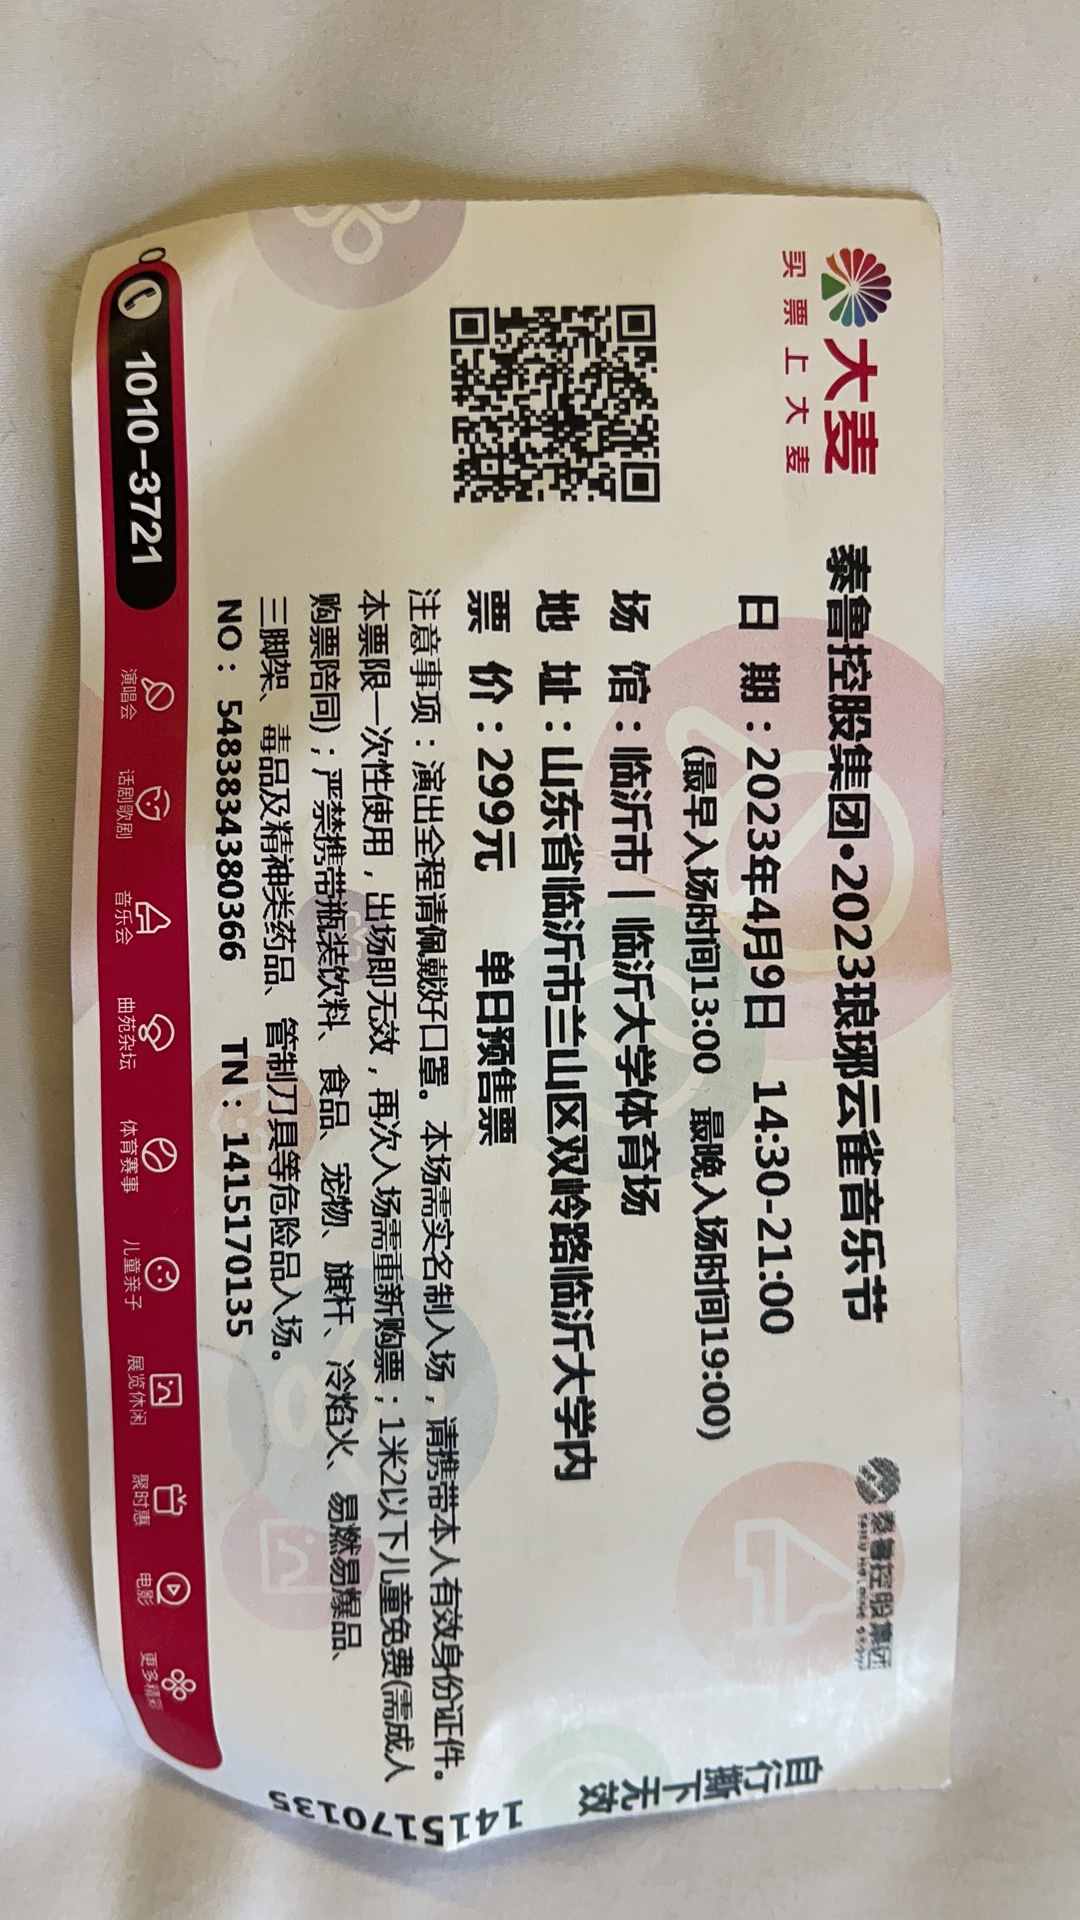 大麦
买票上大麦
泰鲁控股集团
泰鲁控股集团•2023琅琊云雀音乐节
日 期：2023年4月9日 14:30-21:00
(最早入场时间13:00 最晚入场时间19:00)
场 馆：临沂市丨临沂大学体育场
地 址：山东省临沂市兰山区双岭路临沂大学内
票 价：299元 单日预售票
注意事项：演出全程请佩戴好口罩。本场需实名制入场，请携带本人有效身份证件。
本票限一次性使用，出场即无效，再次入场需重新购票；1米2以下儿童免费(需成人
购票陪同)；严禁携带瓶装饮料、食品、宠物、旗杆、冷焰火、易燃易爆品、
三脚架、毒品及精神类药品、管制刀具等危险品入场。
NO：5483834380366 TN：1415170135
自行撕下无效
1415170135
1010-3721
演唱会
话剧歌剧
音乐会
曲苑杂坛
体育赛事
儿童亲子
展览休闲
聚时惠
电影
更多精彩